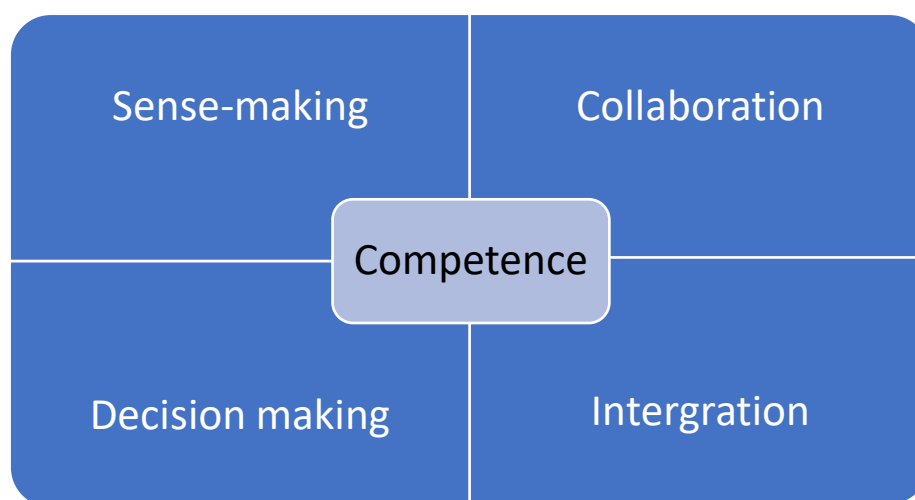 Sense-making
Collaboration
Competence
Decision making
Intergration